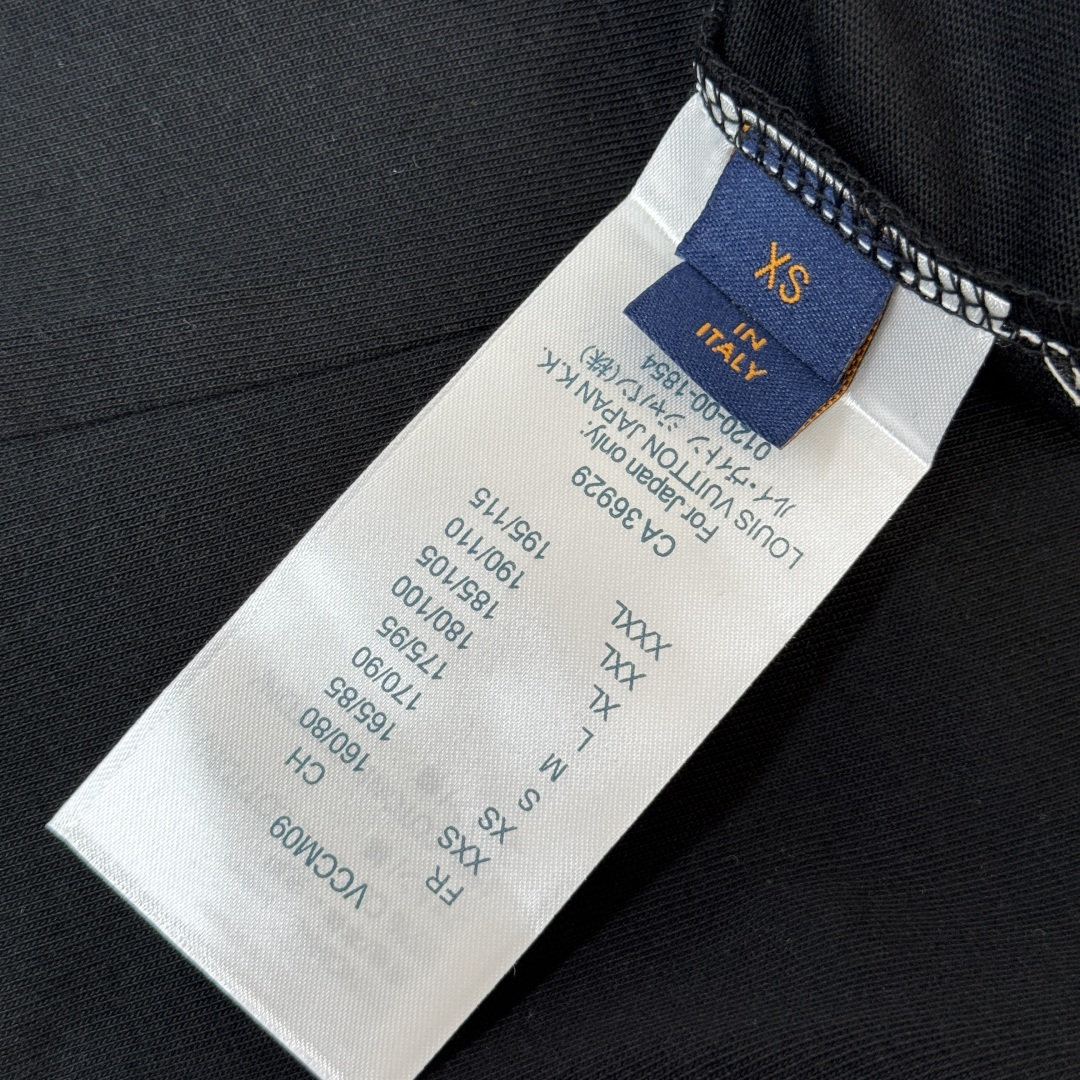 XS
IN
ITALY
VCCM09
FR CH
XXS 160/80
XS 165/85
S 170/90
M 175/95
L 180/100
XL 185/105
XXL 190/110
XXXL 195/115
CA 36929
For Japan only:
LOUIS VUITTON JAPAN K.K.
ルイ・ヴィトン ジャパン(株)
0120-00-1854